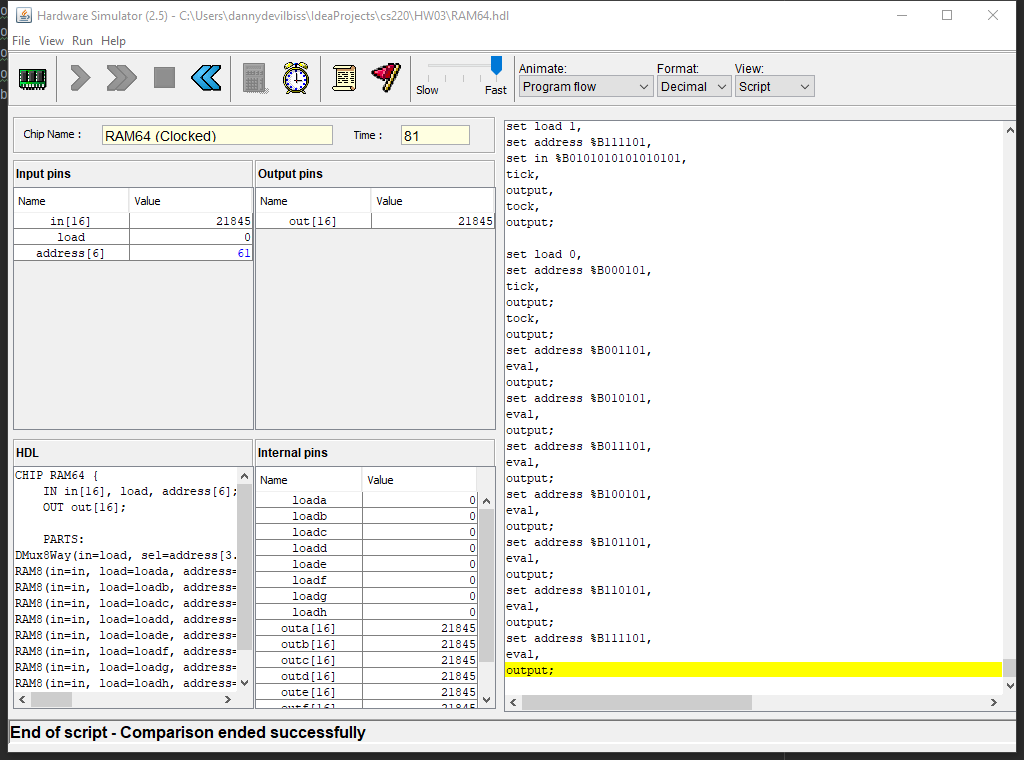 Hardware Simulator (2.5) - C:\Users\dannydevilbiss\IdeaProjects\cs220\HW03\RAM64.hdl
File View Run Help
Slow Fast
Animate: Format: View:
Program flow Decimal Script
Chip Name : RAM64 (Clocked) Time : 81
Input pins
Name Value
in[16] 21845
load 0
address[6] 61
Output pins
Name Value
out[16] 21845
HDL
CHIP RAM64 {
IN in[16], load, address[6];
OUT out[16];
PARTS:
DMux8Way(in=load, sel=address[3.
RAM8(in=in, load=loada, address=
RAM8(in=in, load=loadb, address=
RAM8(in=in, load=loadc, address=
RAM8(in=in, load=loadd, address=
RAM8(in=in, load=loade, address=
RAM8(in=in, load=loadf, address=
RAM8(in=in, load=loadg, address=
RAM8(in=in, load=loadh, address=
Internal pins
Name Value
loada 0
loadb 0
loadc 0
loadd 0
loade 0
loadf 0
loadg 0
loadh 0
outa[16] 21845
outb[16] 21845
outc[16] 21845
outd[16] 21845
oute[16] 21845
outf[16] 21845
set load 1,
set address %B111101,
set in %B0101010101010101,
tick,
output,
tock,
output;
set load 0,
set address %B000101,
tick,
output;
tock,
output;
set address %B001101,
eval,
output;
set address %B010101,
eval,
output;
set address %B011101,
eval,
output;
set address %B100101,
eval,
output;
set address %B101101,
eval,
output;
set address %B110101,
eval,
output;
set address %B111101,
eval,
output;
End of script - Comparison ended successfully